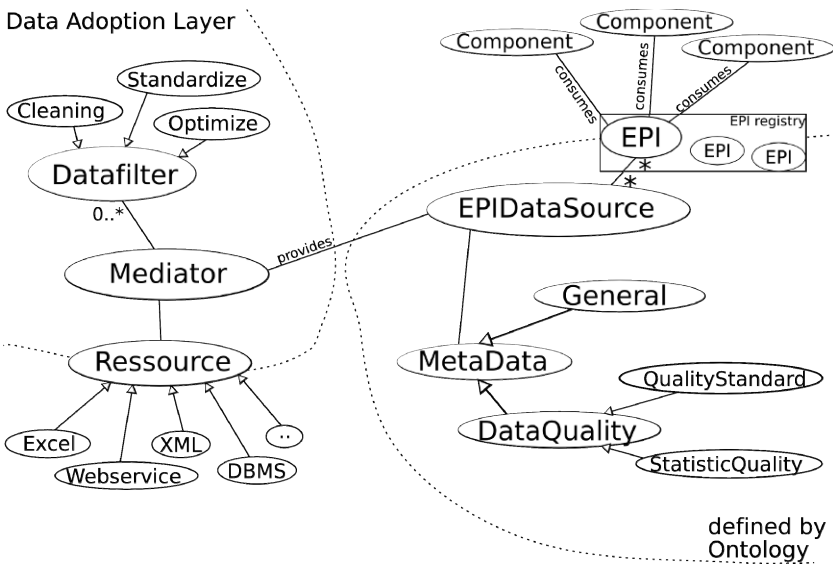 Data Adoption Layer
Component
Component
Component
consumes
consumes
consumes
Standardize
Cleaning
Optimize
Datafilter
0..*
EPI registry
EPI
EPI
EPI
*
*
EPIDataSource
provides
Mediator
General
Ressource
MetaData
QualityStandard
DataQuality
StatisticQuality
Excel
Webservice
XML
DBMS
..
defined by
Ontology